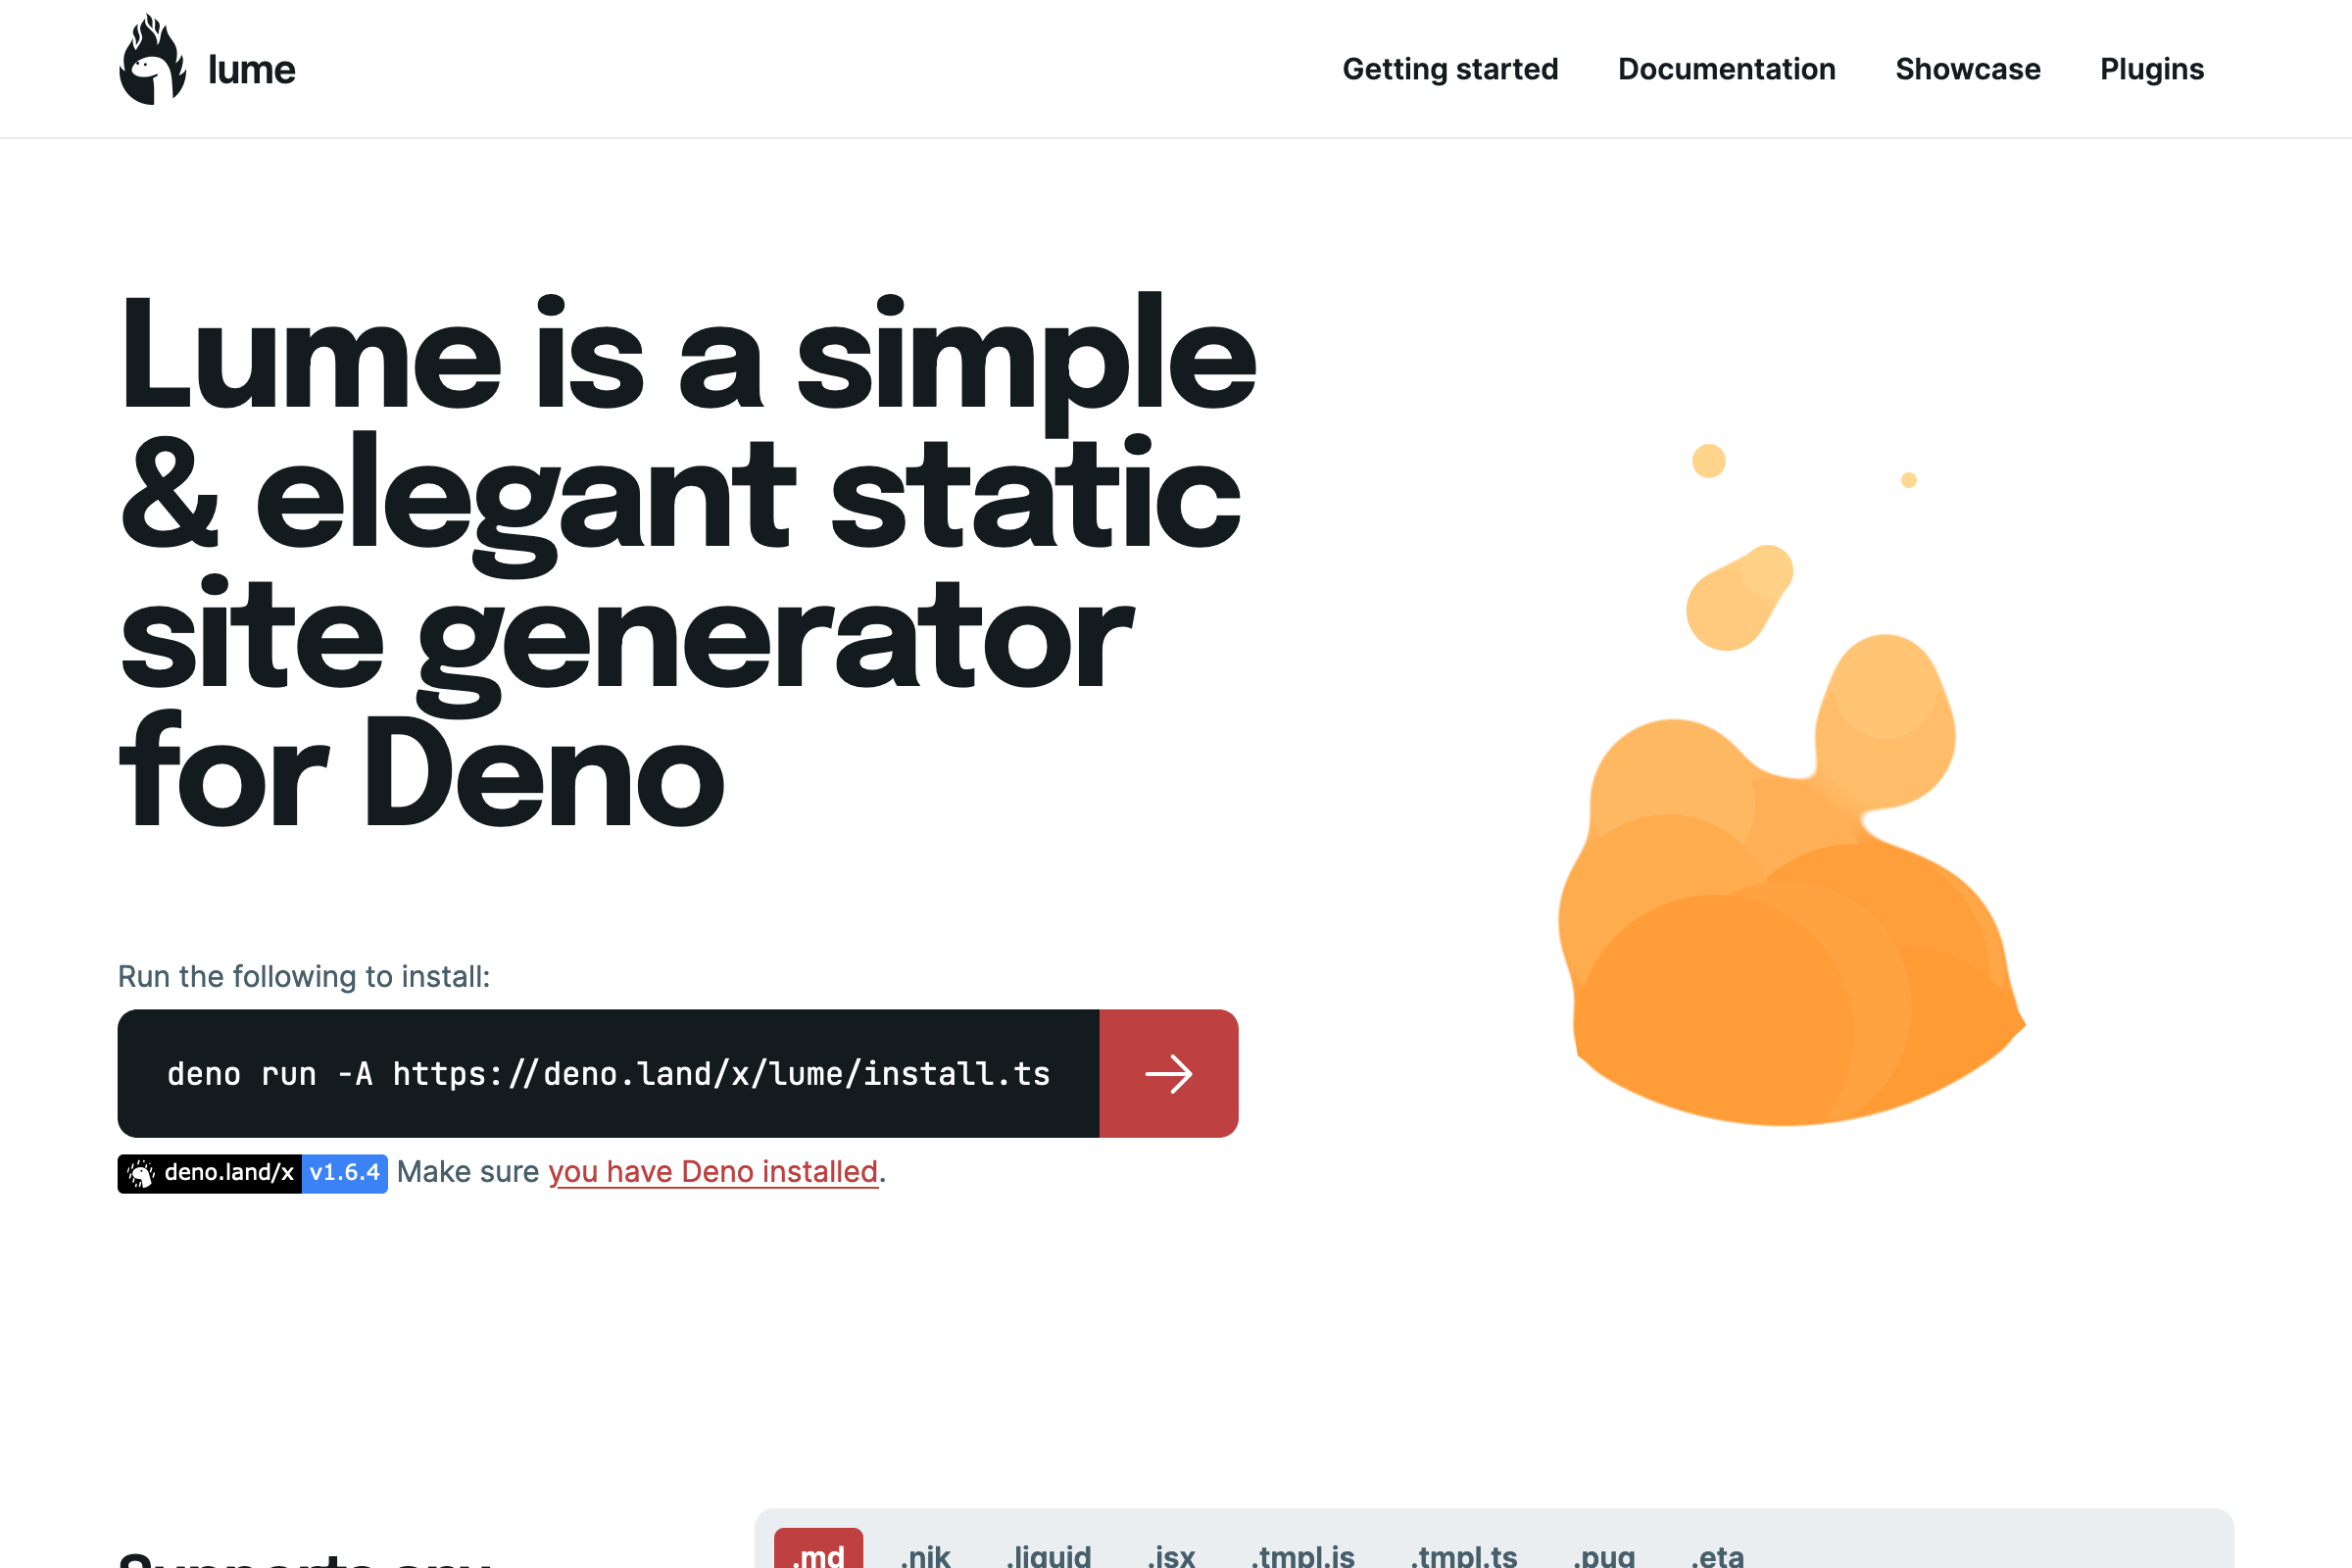 lume
Getting started Documentation Showcase Plugins
Lume is a simple
& elegant static
site generator
for Deno
Run the following to install:
deno run -A https://deno.land/x/lume/install.ts
deno.land/x v1.6.4 Make sure you have Deno installed.
Supports any
.md .njk .liquid .jsx .tmpl.js .tmpl.ts .pug .eta